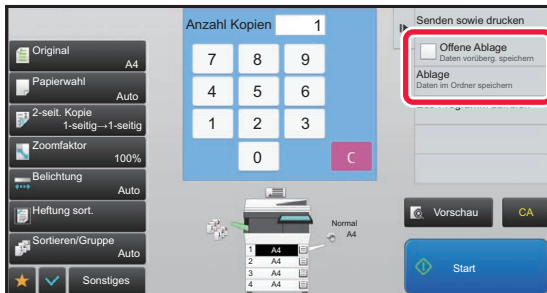 Anzahl Kopien 1
Original
A4
Papierwahl
Auto
2-seit. Kopie
1-seitig→1-seitig
Zoomfaktor
100%
Belichtung
Auto
Heftung sort.
Sortieren/Gruppe
Auto
Sonstiges
7 8 9
4 5 6
1 2 3
0 C
Normal
A4
1 A4
2 A4
3 A4
4 A4
Senden sowie drucken
Offene Ablage
Daten vorüberg. speichern
Ablage
Daten im Ordner speichern
Vorschau
CA
Start